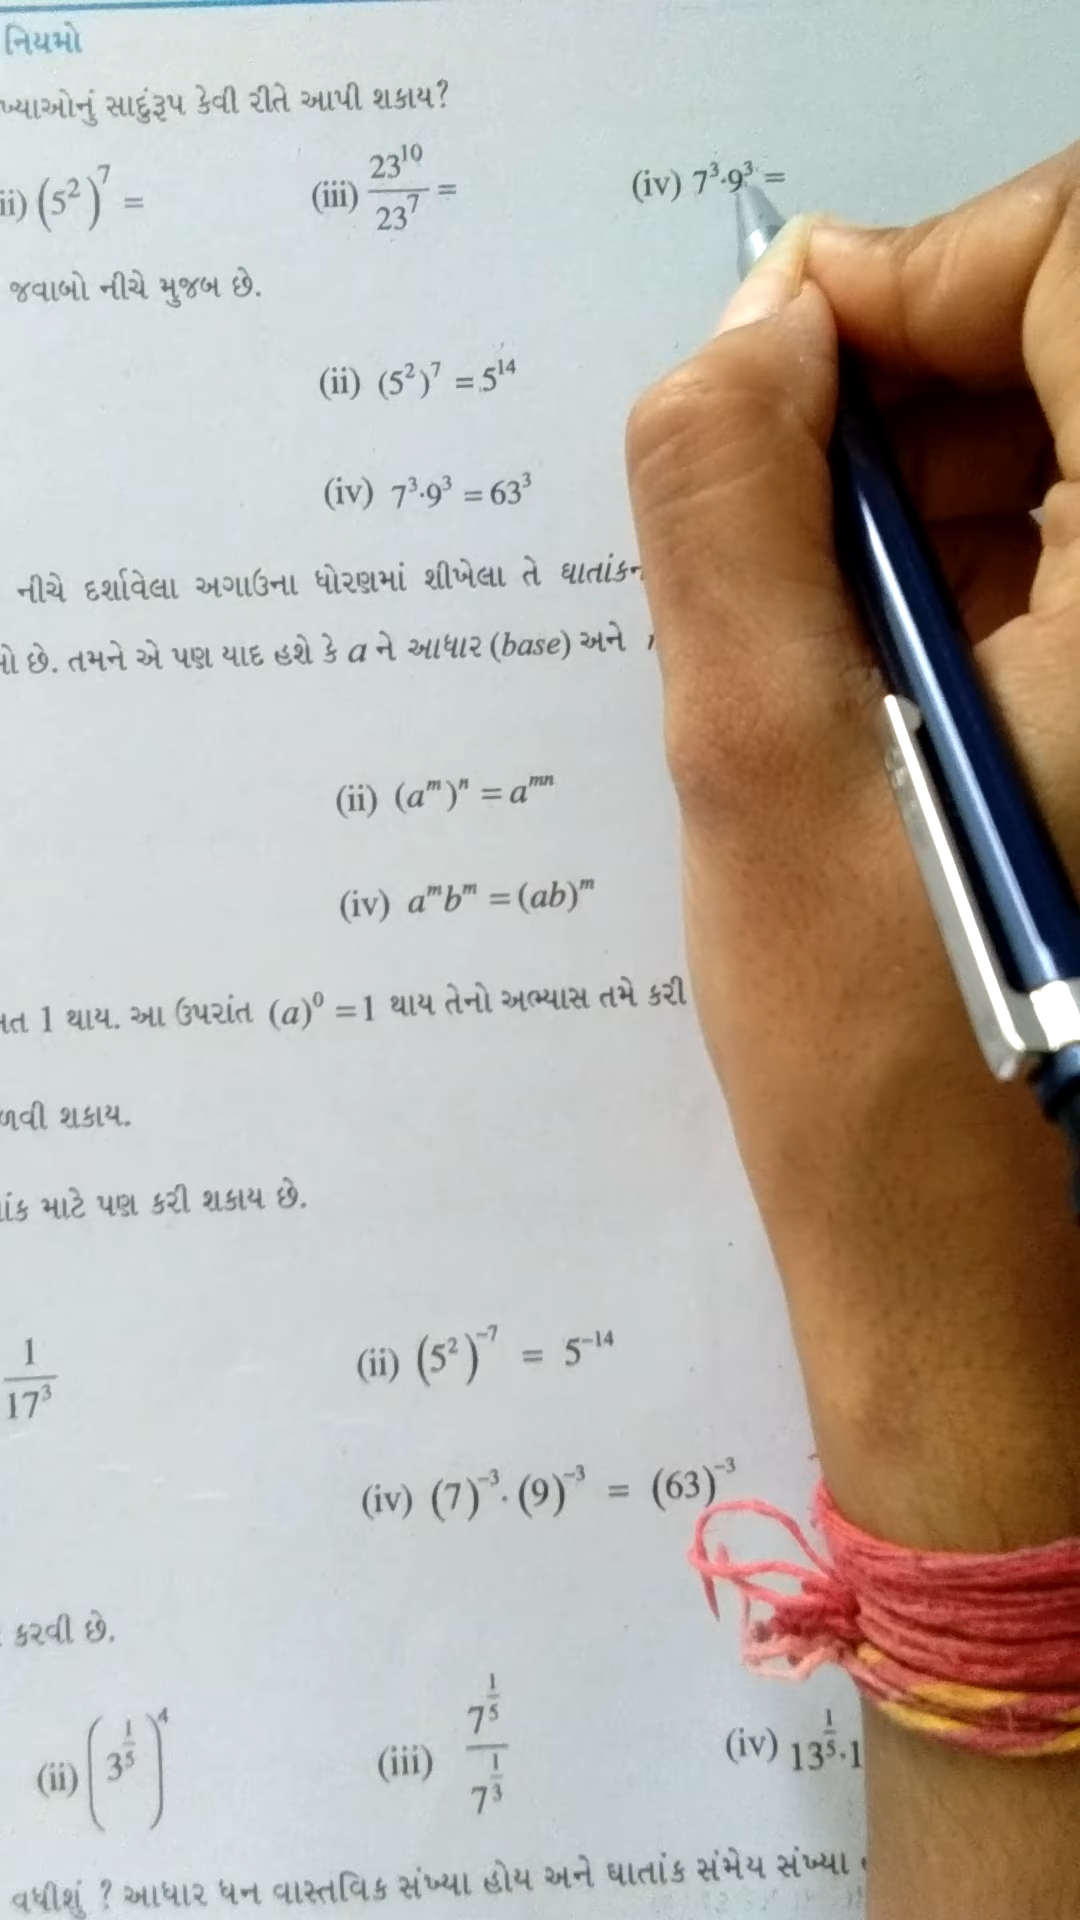 નિયમો
ખ્યાઓનું સાદુંરૂપ કેવી રીતે આપી શકાય?
ii) (5²)⁷ = (iii) 23¹⁰/23⁷ = (iv) 7³·9³ =
જવાબો નીચે મુજબ છે.
(ii) (5²)⁷ = 5¹⁴
(iv) 7³·9³ = 63³
નીચે દર્શાવેલા અગાઉના ધોરણમાં શીખેલા તે
છે. તમને એ પણ યાદ હશે કે a ને આધાર (base) અને
(ii) (aᵐ)ⁿ = aᵐⁿ
(iv) aᵐbᵐ = (ab)ᵐ
1 થાય. આ ઉપરાંત (a)⁰ = 1 થાય તેનો અભ્યાસ તમે કરી
શકાય.
માટે પણ કરી શકાય છે.
1/17³ (ii) (5²)⁻⁷ = 5⁻¹⁴
(iv) (7)⁻³·(9)⁻³ = (63)⁻³
કરવી છે.
(ii) (3^(1/5))⁴ (iii) 7^(1/5)/7^(1/3) (iv) 13^(1/5)·1
વધીશું ? આધાર ધન વાસ્તવિક સંખ્યા હોય અને ઘાતાંક સંમેય સંખ્યા